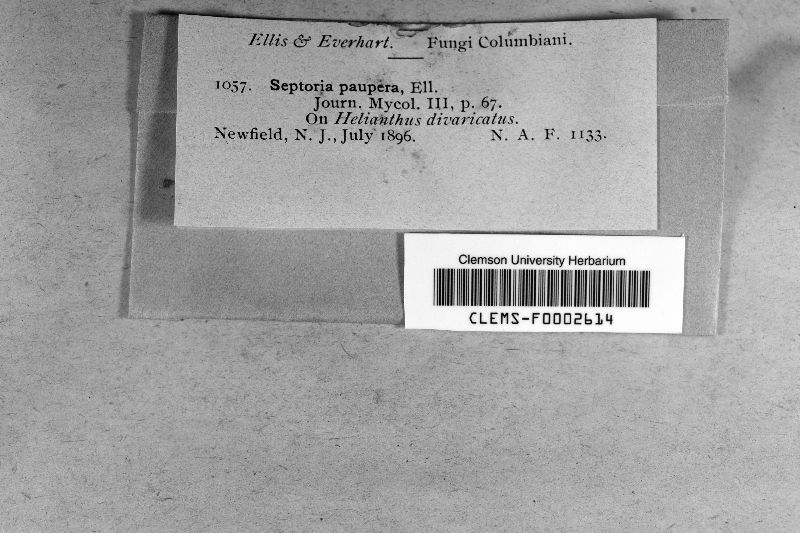 Ellis & Everhart. Fungi Columbiani.
1057. Septoria paupera, Ell.
Journ. Mycol. III, p. 67.
On Helianthus divaricatus.
Newfield, N. J., July 1896. N. A. F. 1133.
Clemson University Herbarium
CLEMS-F0002614